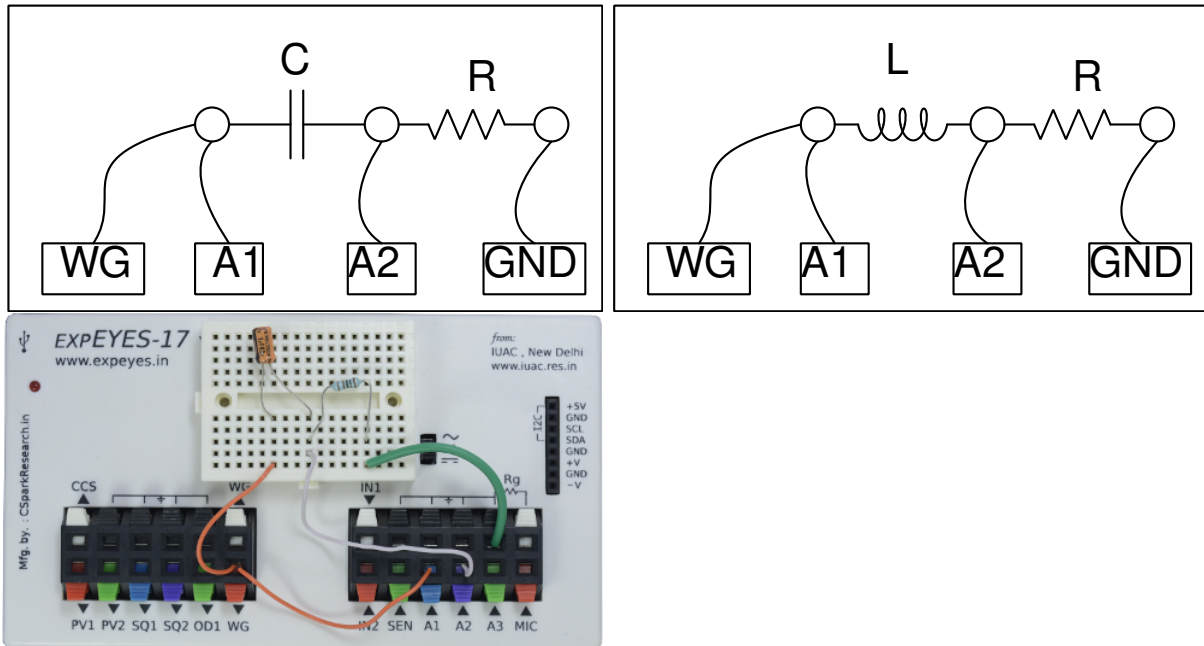 C
R
WG
A1
A2
GND
L
R
WG
A1
A2
GND
EXPEYES-17
www.expeyes.in
from:
IUAC , New Delhi
www.iuac.res.in
Mfg. by. : CSparkResearch.in
I2C
+5V
GND
SCL
SDA
GND
+V
GND
-V
CCS
WG
IN1
Rg
PV1 PV2 SQ1 SQ2 OD1 WG
IN2 SEN A1 A2 A3 MIC